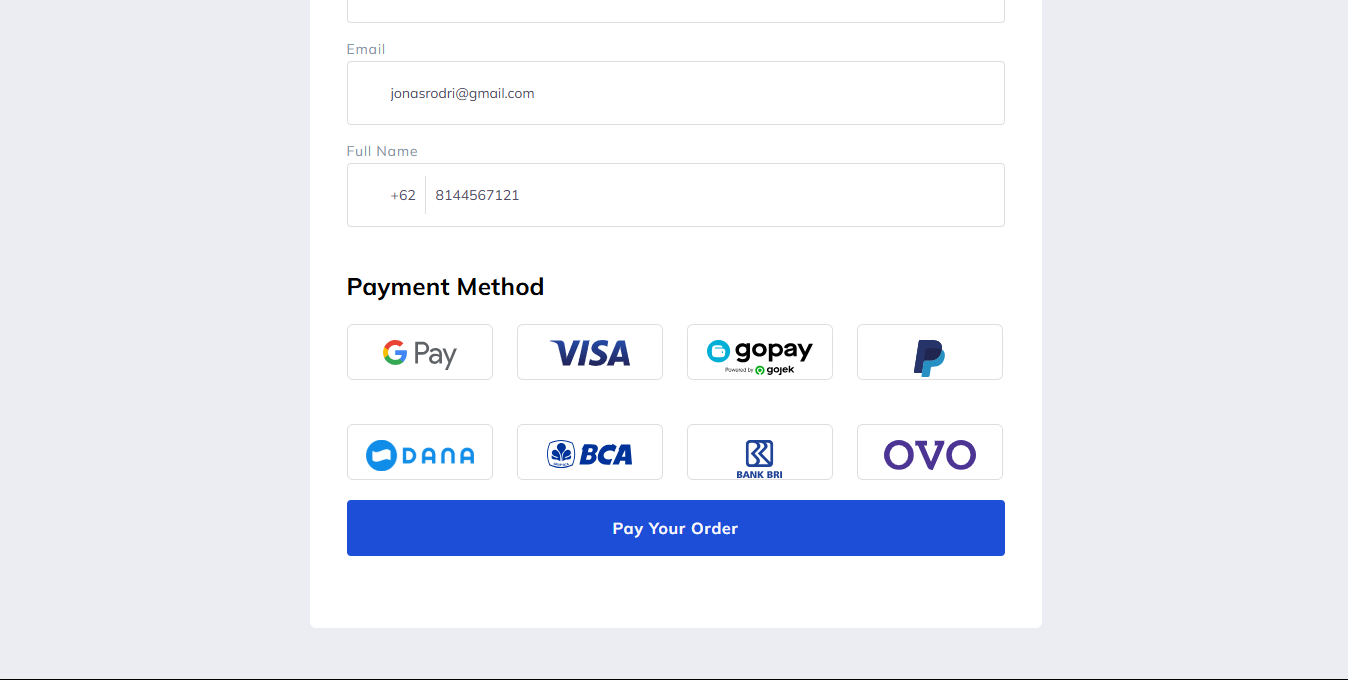 Email
jonasrodri@gmail.com
Full Name
+62 8144567121
Payment Method
G Pay VISA gopay PayPal
Powered by gojek
DANA BCA BANK BRI OVO
Pay Your Order